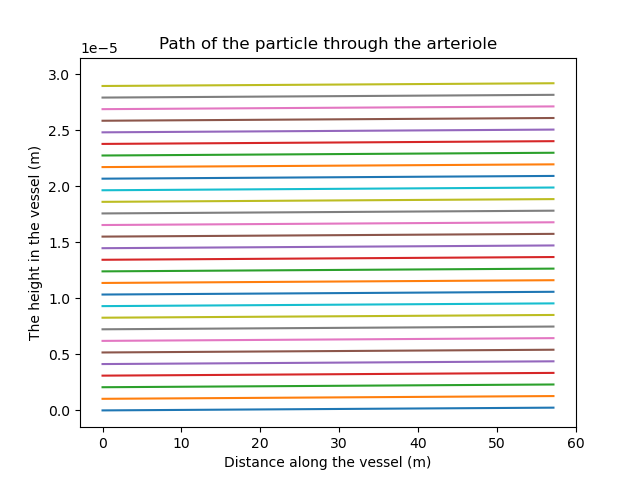 Path of the particle through the arteriole
1e−5
3.0
2.5
2.0
1.5
1.0
0.5
0.0
The height in the vessel (m)
0 10 20 30 40 50 60
Distance along the vessel (m)